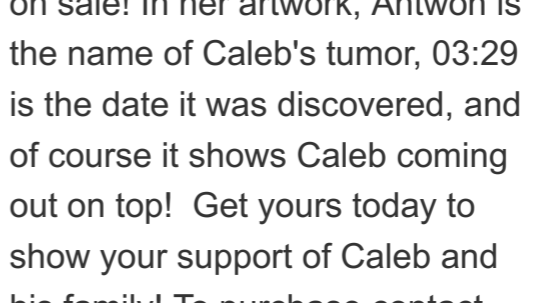 on sale! In her artwork, Antwon is
the name of Caleb's tumor, 03:29
is the date it was discovered, and
of course it shows Caleb coming
out on top!  Get yours today to
show your support of Caleb and
his family! To purchase contact